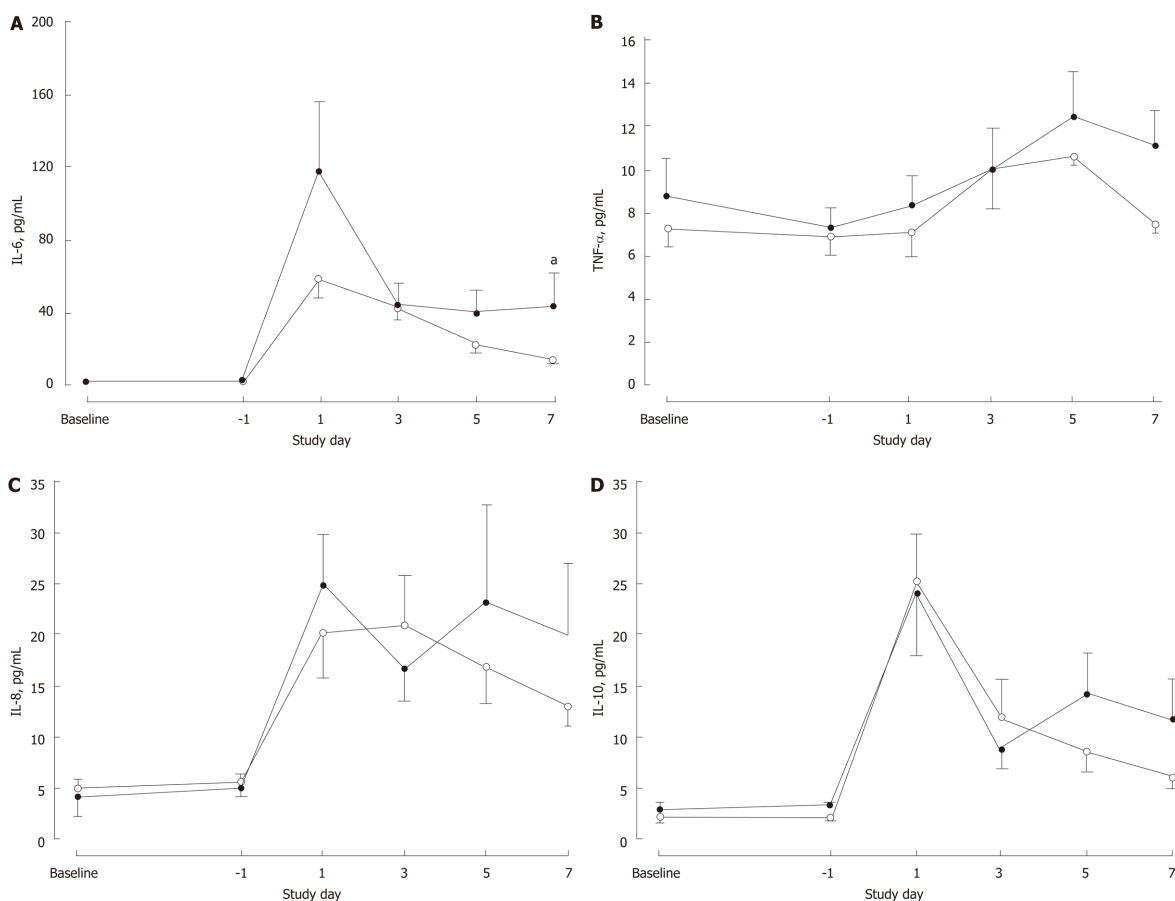 A
200
160
120
80
40
0
IL-6, pg/mL
a
Baseline -1 1 3 5 7
Study day
B
16
14
12
10
8
6
4
2
0
TNF-α, pg/mL
Baseline -1 1 3 5 7
Study day
C
35
30
25
20
15
10
5
0
IL-8, pg/mL
Baseline -1 1 3 5 7
Study day
D
35
30
25
20
15
10
5
0
IL-10, pg/mL
Baseline -1 1 3 5 7
Study day